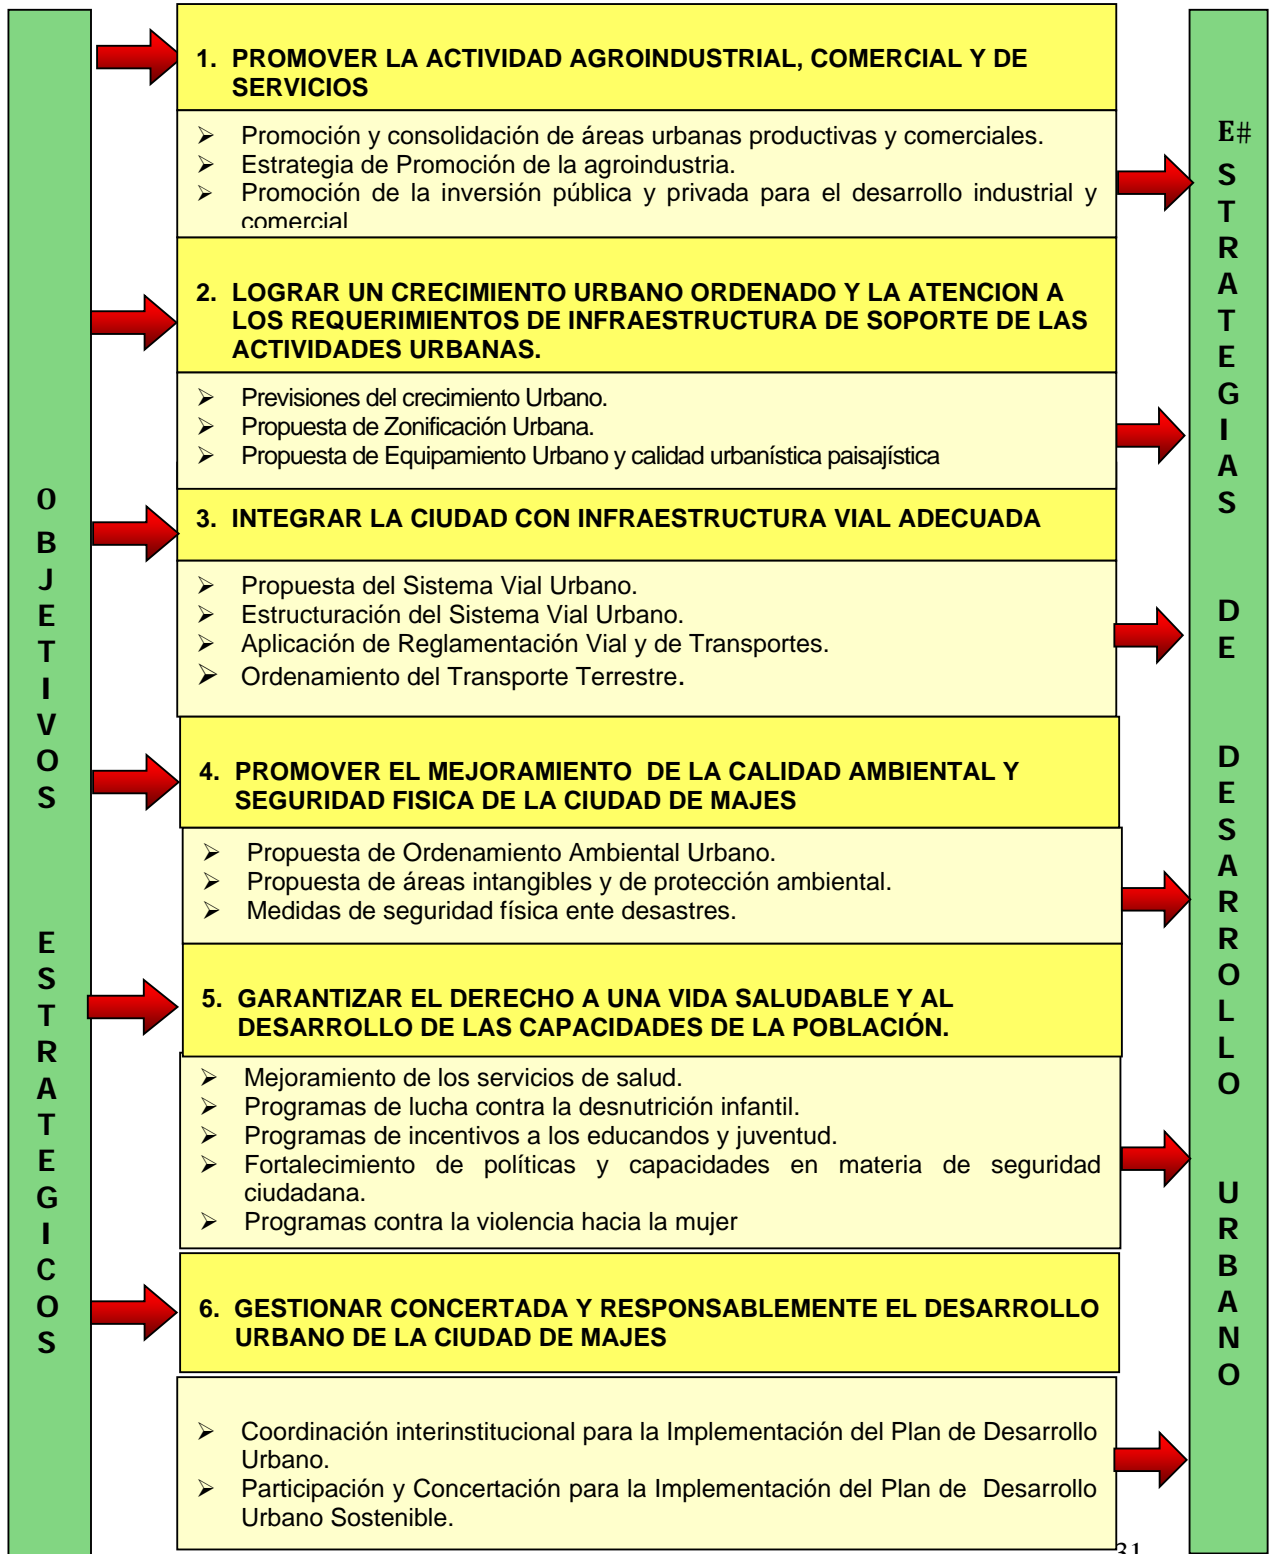 OBJETIVOS ESTRATEGICOS
1. PROMOVER LA ACTIVIDAD AGROINDUSTRIAL, COMERCIAL Y DE
SERVICIOS
➢ Promoción y consolidación de áreas urbanas productivas y comerciales.
➢ Estrategia de Promoción de la agroindustria.
➢ Promoción de la inversión pública y privada para el desarrollo industrial y
comercial
2. LOGRAR UN CRECIMIENTO URBANO ORDENADO Y LA ATENCION A
LOS REQUERIMIENTOS DE INFRAESTRUCTURA DE SOPORTE DE LAS
ACTIVIDADES URBANAS.
➢ Previsiones del crecimiento Urbano.
➢ Propuesta de Zonificación Urbana.
➢ Propuesta de Equipamiento Urbano y calidad urbanística paisajística
3. INTEGRAR LA CIUDAD CON INFRAESTRUCTURA VIAL ADECUADA
➢ Propuesta del Sistema Vial Urbano.
➢ Estructuración del Sistema Vial Urbano.
➢ Aplicación de Reglamentación Vial y de Transportes.
➢ Ordenamiento del Transporte Terrestre.
4. PROMOVER EL MEJORAMIENTO DE LA CALIDAD AMBIENTAL Y
SEGURIDAD FISICA DE LA CIUDAD DE MAJES
➢ Propuesta de Ordenamiento Ambiental Urbano.
➢ Propuesta de áreas intangibles y de protección ambiental.
➢ Medidas de seguridad física ente desastres.
5. GARANTIZAR EL DERECHO A UNA VIDA SALUDABLE Y AL
DESARROLLO DE LAS CAPACIDADES DE LA POBLACIÓN.
➢ Mejoramiento de los servicios de salud.
➢ Programas de lucha contra la desnutrición infantil.
➢ Programas de incentivos a los educandos y juventud.
➢ Fortalecimiento de políticas y capacidades en materia de seguridad
ciudadana.
➢ Programas contra la violencia hacia la mujer
6. GESTIONAR CONCERTADA Y RESPONSABLEMENTE EL DESARROLLO
URBANO DE LA CIUDAD DE MAJES
➢ Coordinación interinstitucional para la Implementación del Plan de Desarrollo
Urbano.
➢ Participación y Concertación para la Implementación del Plan de Desarrollo
Urbano Sostenible.
E#STRATEGIAS DE DESARROLLO URBANO
31